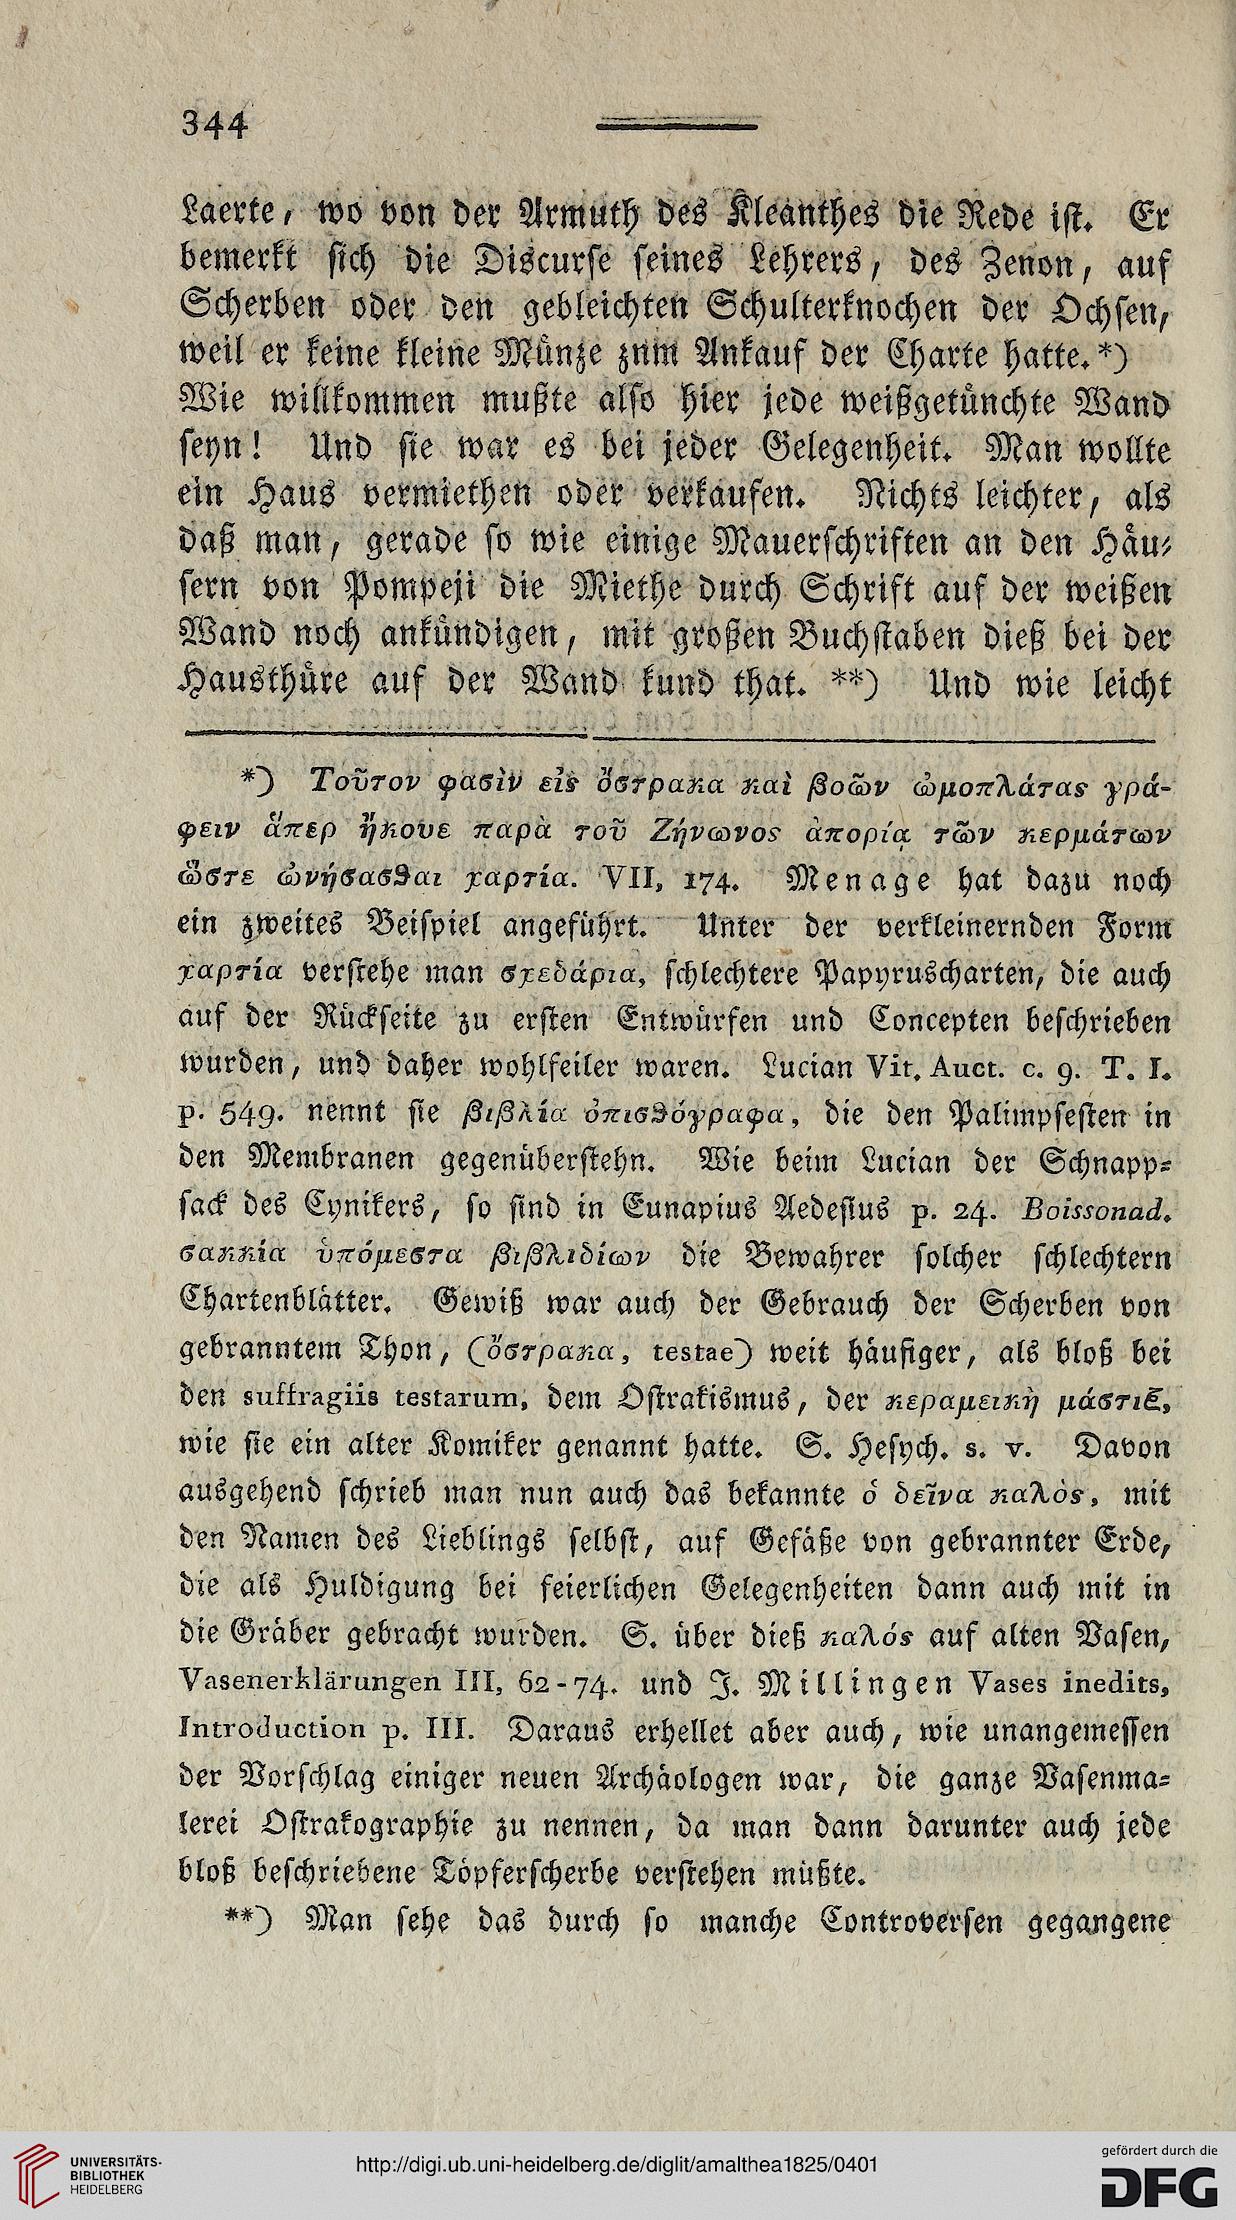 344
Laerte, wo von der Armuth des Kleanthes die Rede ist. Er
bemerkt sich die Discurse seines Lehrers, des Zenon, auf
Scherben oder den gebleichten Schulterknochen der Ochsen,
weil er keine kleine Münze znm Ankauf der Charte hatte.*)
Wie willkommen mußte also hier jede weißgetünchte Wand
seyn! Und sie war es bei jeder Gelegenheit. Man wollte
ein Haus vermiethen oder verkaufen. Nichts leichter, als
daß man, gerade so wie einige Mauerschriften an den Häu-
sern von Pompeji die Miethe durch Schrift auf der weißen
Wand noch ankündigen, mit großen Buchstaben dieß bei der
Hausthüre auf der Wand kund that. **) Und wie leicht
*) Τοῦτον φασὶν εἰς ὄστρακα καὶ βοῶν ὠμοπλάτας γρά-
φειν ἅπερ ἤκουε παρὰ τοῦ Ζήνωνος ἀπορίᾳ τῶν κερμάτων
ὥστε ὠνήσασθαι χαρτία. VII, 174. Menage hat dazu noch
ein zweites Beispiel angeführt. Unter der verkleinernden Form
χαρτία verstehe man σχεδάρια, schlechtere Papyruscharten, die auch
auf der Rückseite zu ersten Entwürfen und Concepten beschrieben
wurden, und daher wohlfeiler waren. Lucian Vit. Auct. c. 9. T. I.
p. 549. nennt sie βιβλία ὀπισθόγραφα, die den Palimpsesten in
den Membranen gegenüberstehn. Wie beim Lucian der Schnapp-
sack des Cynikers, so sind in Eunapius Aedesius p. 24. Boissonad.
σακκία ὑπόμεστα βιβλιδίων die Bewahrer solcher schlechtern
Chartenblätter. Gewiß war auch der Gebrauch der Scherben von
gebranntem Thon, (ὄστρακα, testae) weit häufiger, als bloß bei
den suffragiis testarum, dem Ostrakismus, der κεραμεικὴ μάστιξ,
wie sie ein alter Komiker genannt hatte. S. Hesych. s. v. Davon
ausgehend schrieb man nun auch das bekannte ὁ δεῖνα καλὸς, mit
den Namen des Lieblings selbst, auf Gefäße von gebrannter Erde,
die als Huldigung bei feierlichen Gelegenheiten dann auch mit in
die Gräber gebracht wurden. S. über dieß καλός auf alten Vasen,
Vasenerklärungen III, 62-74. und J. Millingen Vases inedits,
Introduction p. III. Daraus erhellet aber auch, wie unangemessen
der Vorschlag einiger neuen Archäologen war, die ganze Vasenma-
lerei Ostrakographie zu nennen, da man dann darunter auch jede
bloß beschriebene Töpferscherbe verstehen müßte.
**) Man sehe das durch so manche Controversen gegangene
UNIVERSITÄTS-
BIBLIOTHEK
HEIDELBERG
http://digi.ub.uni-heidelberg.de/diglit/amalthea1825/0401
gefördert durch die
DFG